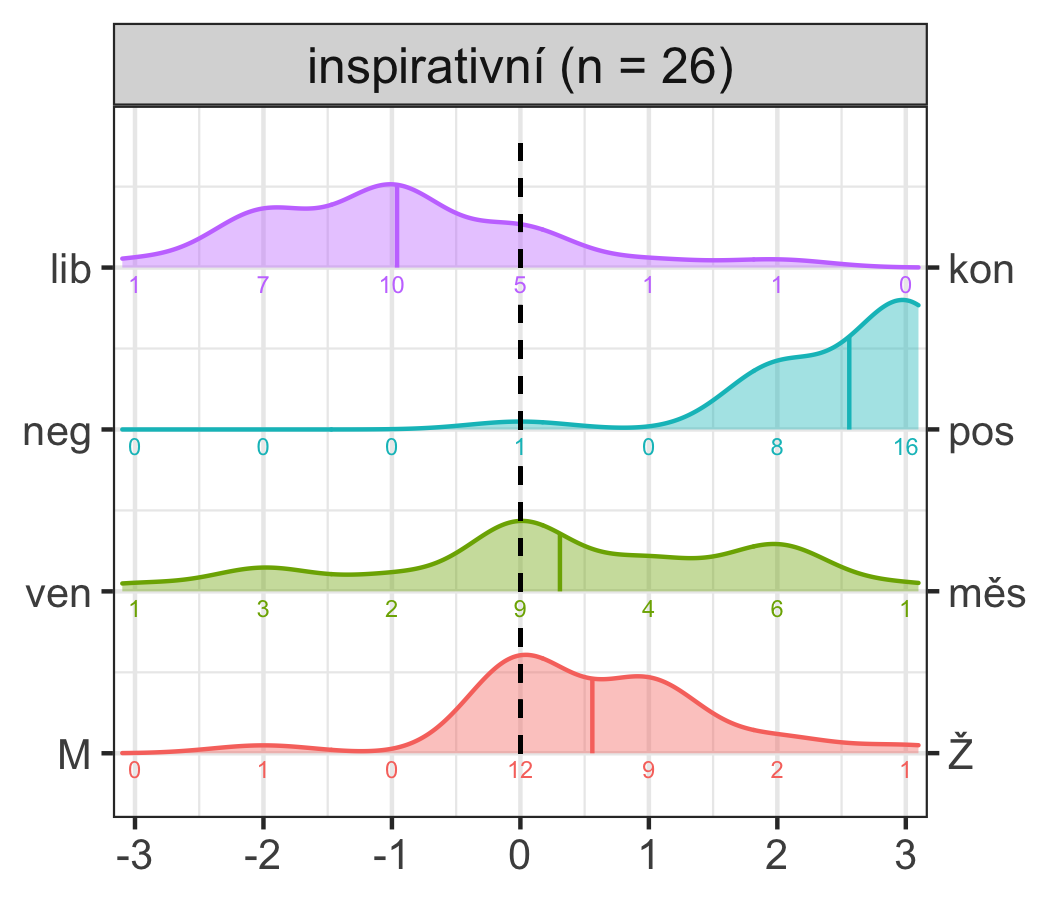 inspirativní (n = 26)
lib kon
1 7 10 5 1 1 0
neg pos
0 0 0 1 0 8 16
ven měs
1 3 2 9 4 6 1
M Ž
0 1 0 12 9 2 1
-3 -2 -1 0 1 2 3